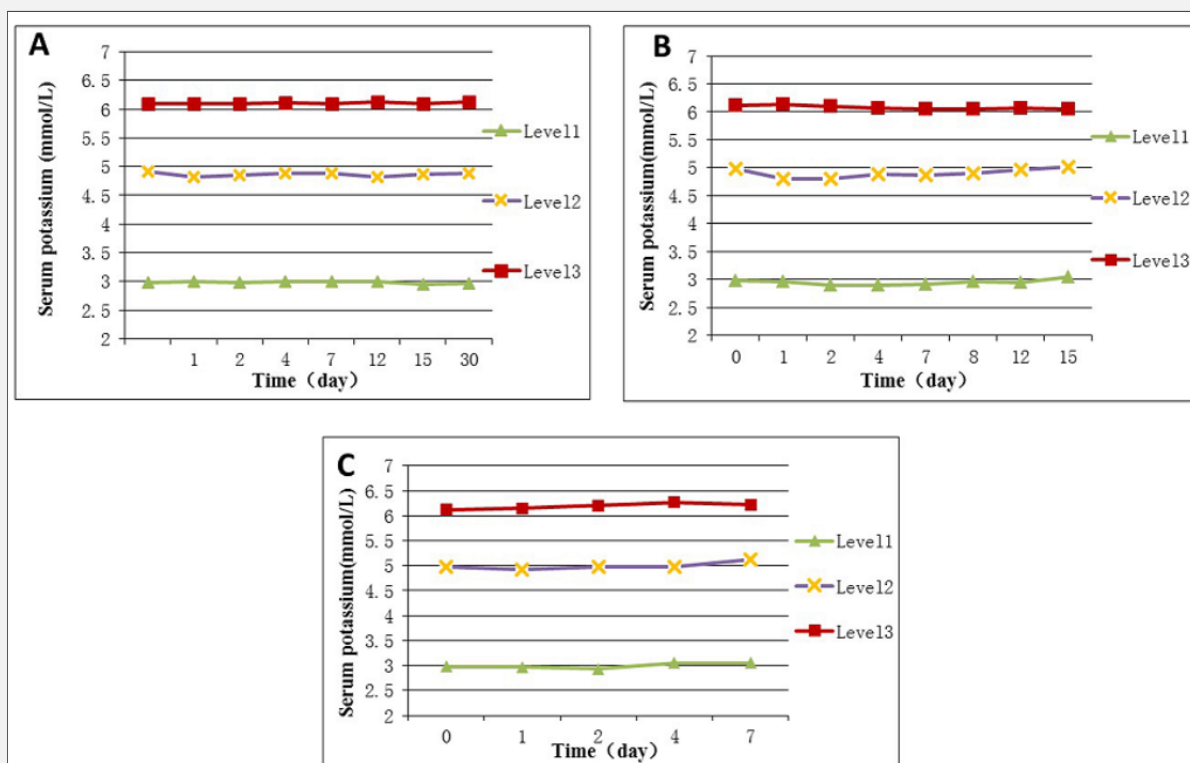 A
Serum potassium (mmol/L)
7
6.5
6
5.5
5
4.5
4
3.5
3
2.5
2
1 2 4 7 12 15 30
Time（day）
Level1
Level2
Level3
B
Serum potassium(mmol/L)
7
6.5
6
5.5
5
4.5
4
3.5
3
2.5
2
0 1 2 4 7 8 12 15
Time（day）
Level1
Level2
Level3
C
Serum potassium(mmol/L)
7
6.5
6
5.5
5
4.5
4
3.5
3
2.5
2
0 1 2 4 7
Time（day）
Level1
Level2
Level3